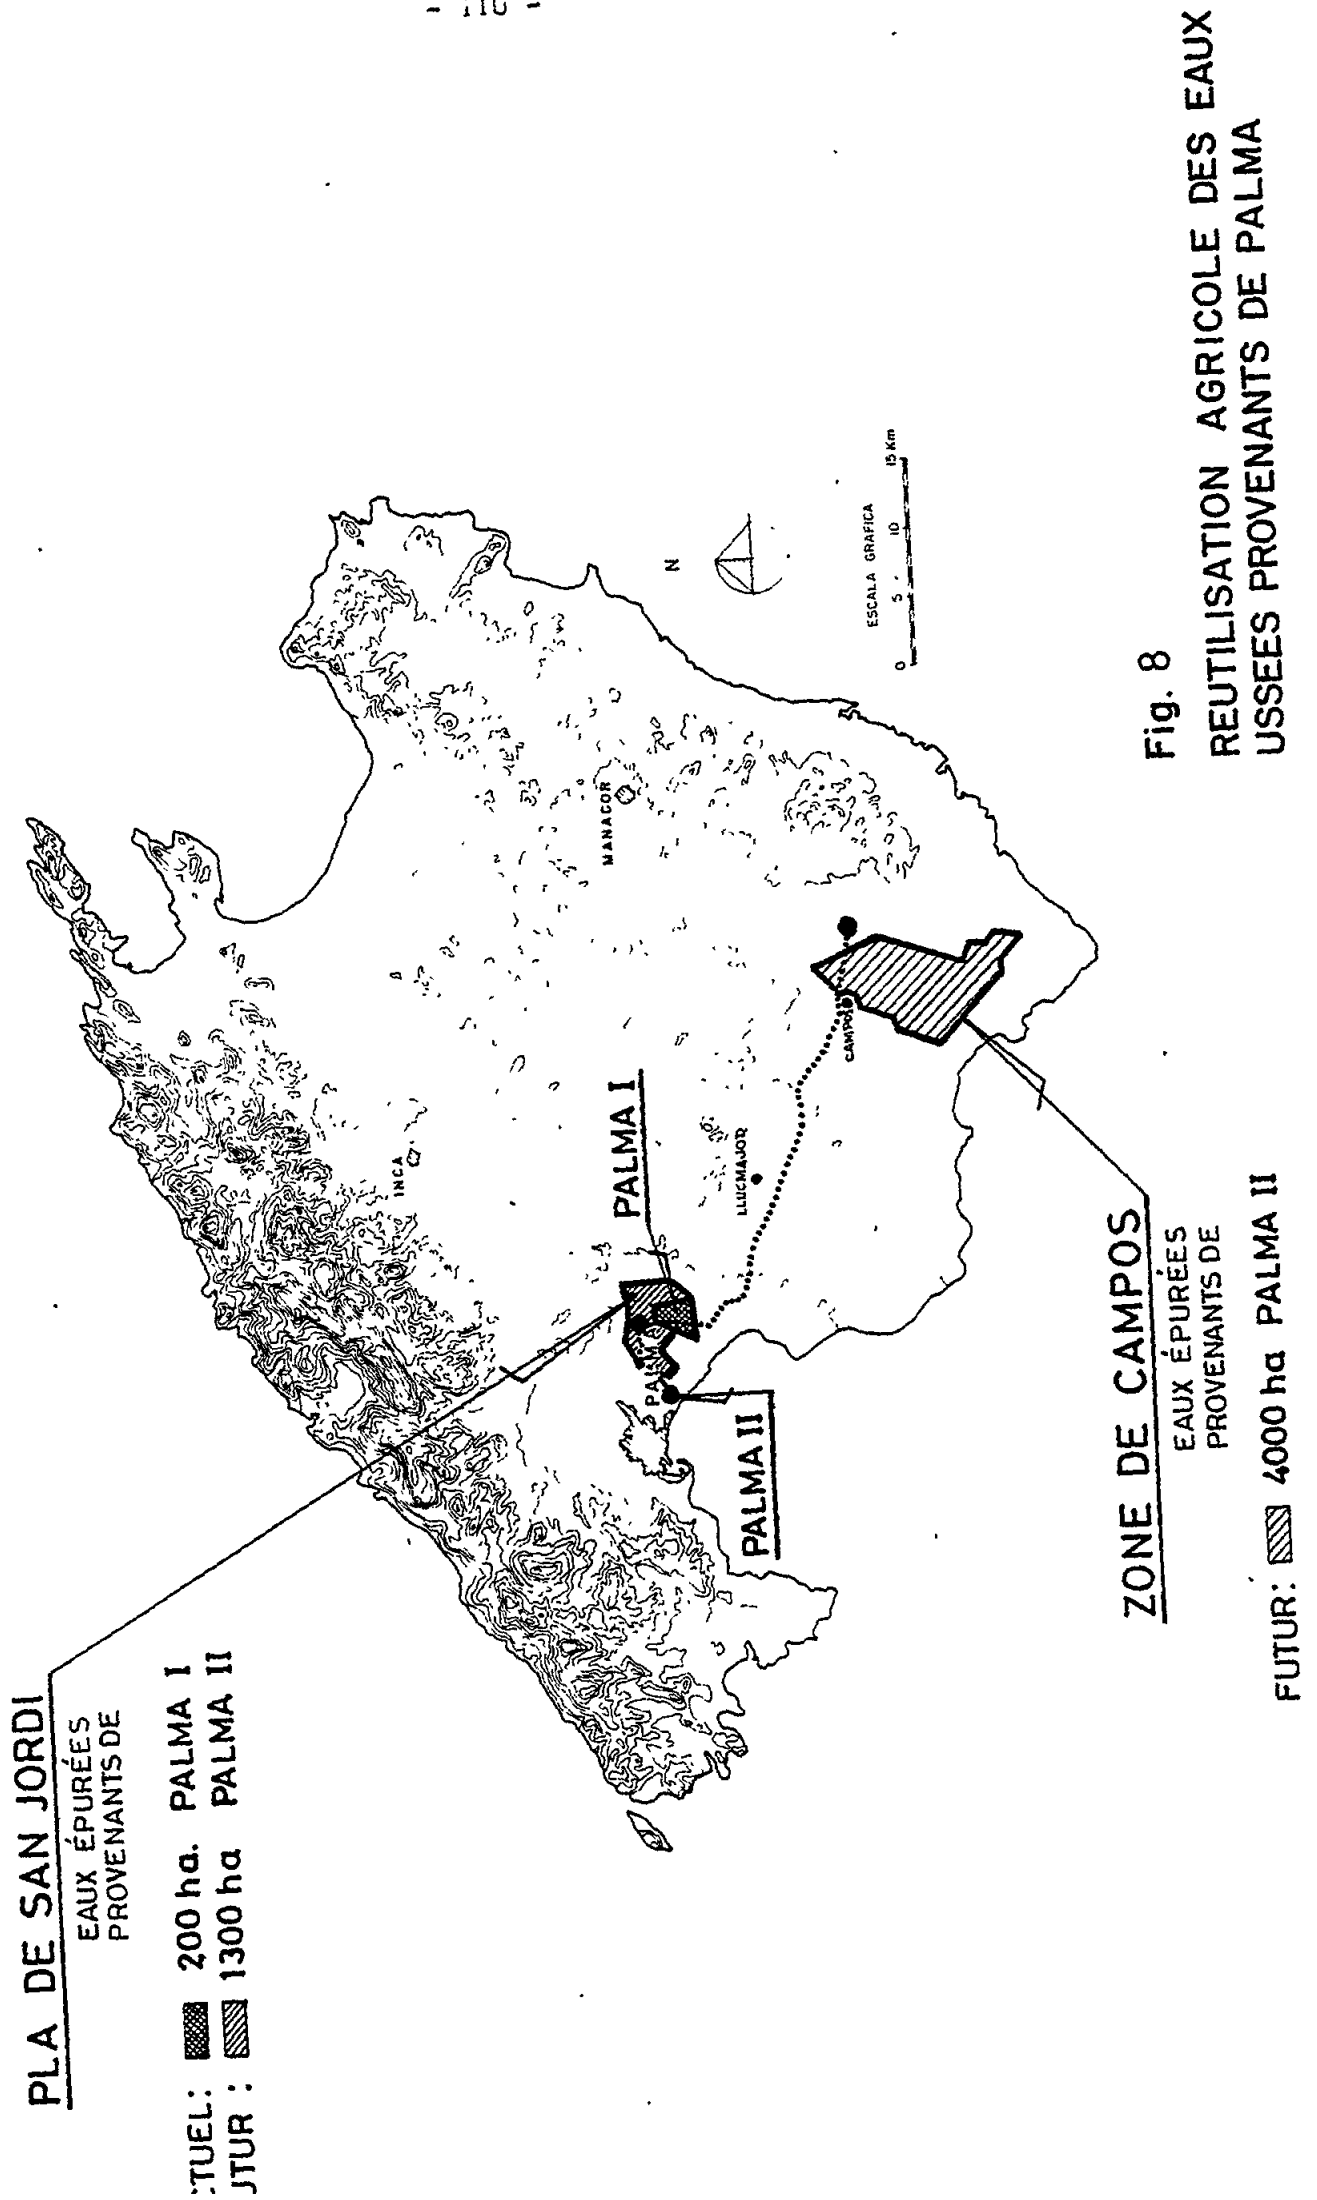 PLA DE SAN JORDI
EAUX ÉPURÉES
PROVENANTS DE
CTUEL: 200 ha. PALMA I
UTUR : 1300 ha PALMA II
INCA
MANACOR
PALMA I
LLUCMAJOR
CAMPOS
PALMA II
N
ESCALA GRAFICA
0 5 10 15 Km
ZONE DE CAMPOS
EAUX ÉPURÉES
PROVENANTS DE
FUTUR: 4000 ha PALMA II
Fig. 8
REUTILISATION AGRICOLE DES EAUX
USSEES PROVENANTS DE PALMA